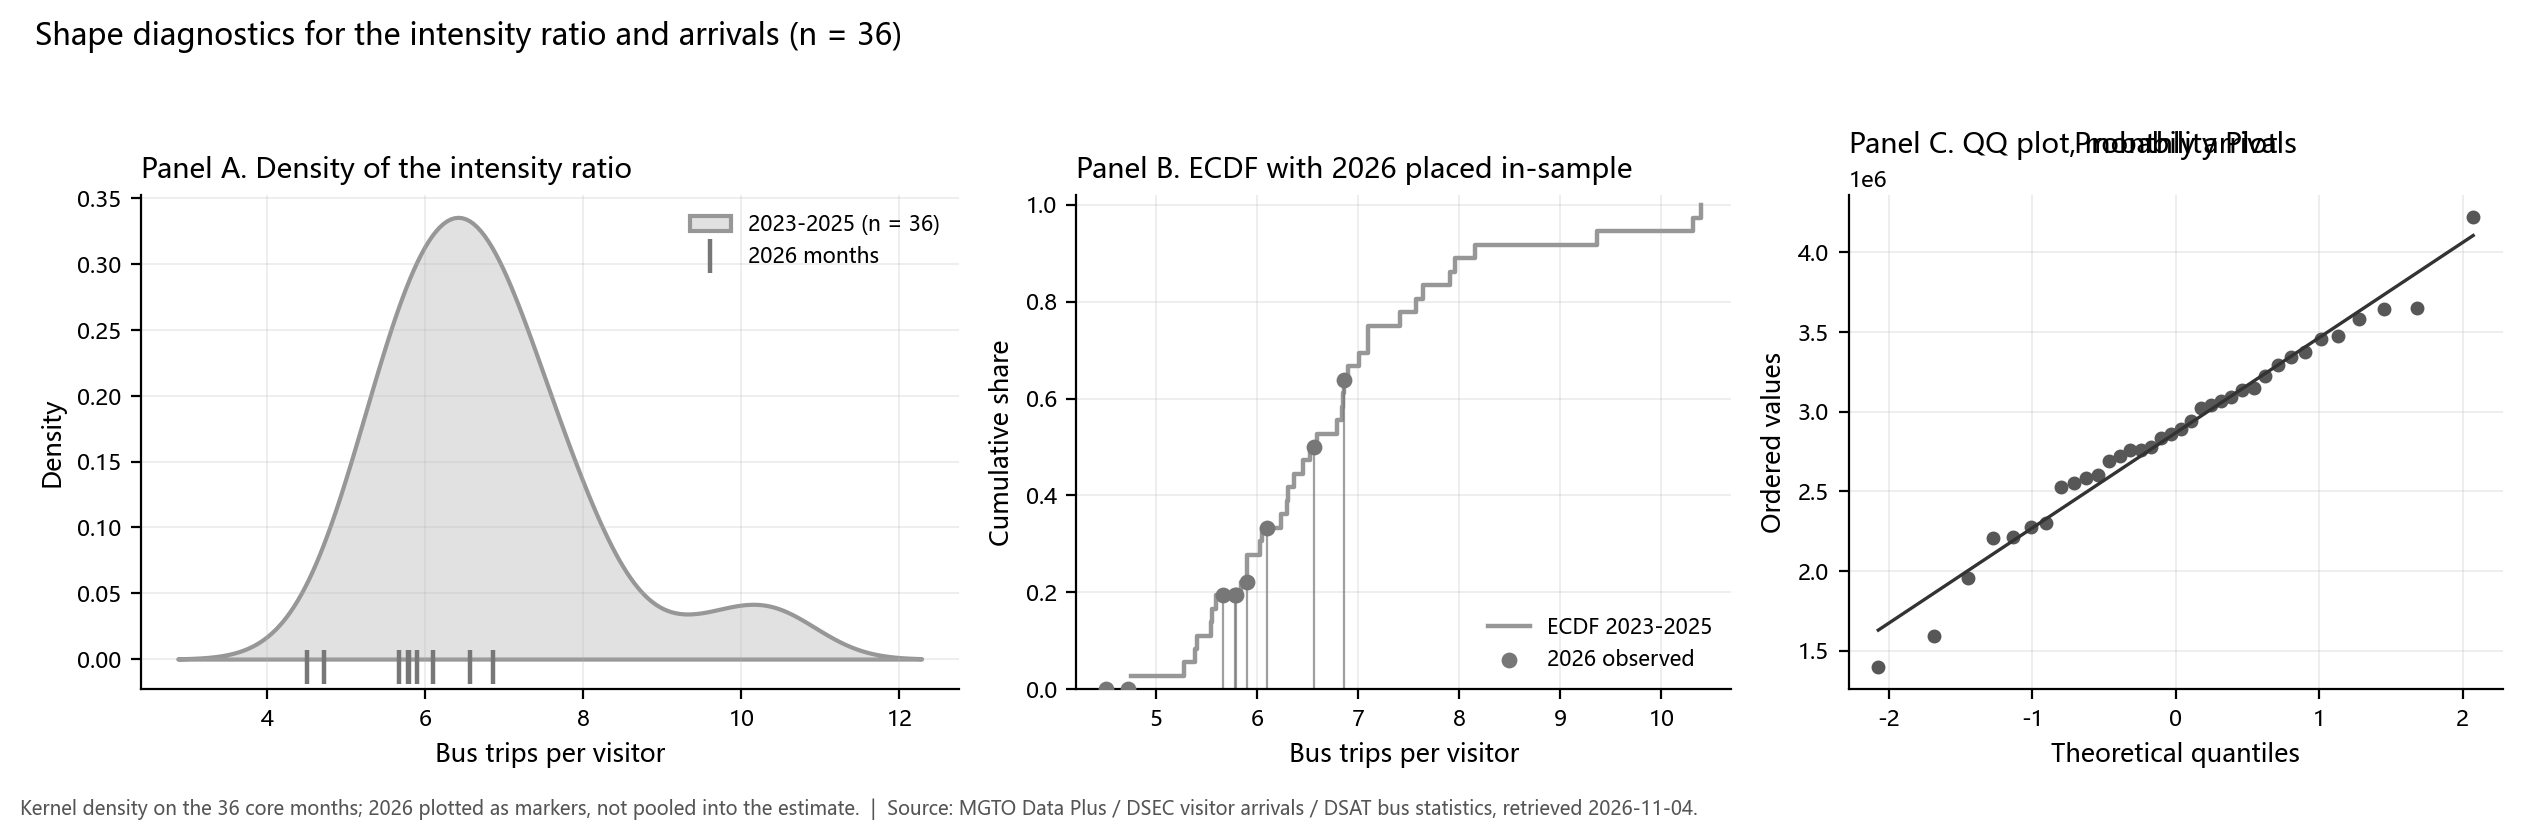 Shape diagnostics for the intensity ratio and arrivals (n = 36)
Panel A. Density of the intensity ratio
0.35
0.30
0.25
0.20
0.15
0.10
0.05
0.00
Density
2023-2025 (n = 36)
2026 months
4
6
8
10
12
Bus trips per visitor
Panel B. ECDF with 2026 placed in-sample
1.0
0.8
0.6
0.4
0.2
0.0
Cumulative share
ECDF 2023-2025
2026 observed
5
6
7
8
9
10
Bus trips per visitor
Panel C. QQ plot, monthly arrivals
Probability Plot
1e6
4.0
3.5
3.0
2.5
2.0
1.5
Ordered values
-2
-1
0
1
2
Theoretical quantiles
Kernel density on the 36 core months; 2026 plotted as markers, not pooled into the estimate. | Source: MGTO Data Plus / DSEC visitor arrivals / DSAT bus statistics, retrieved 2026-11-04.